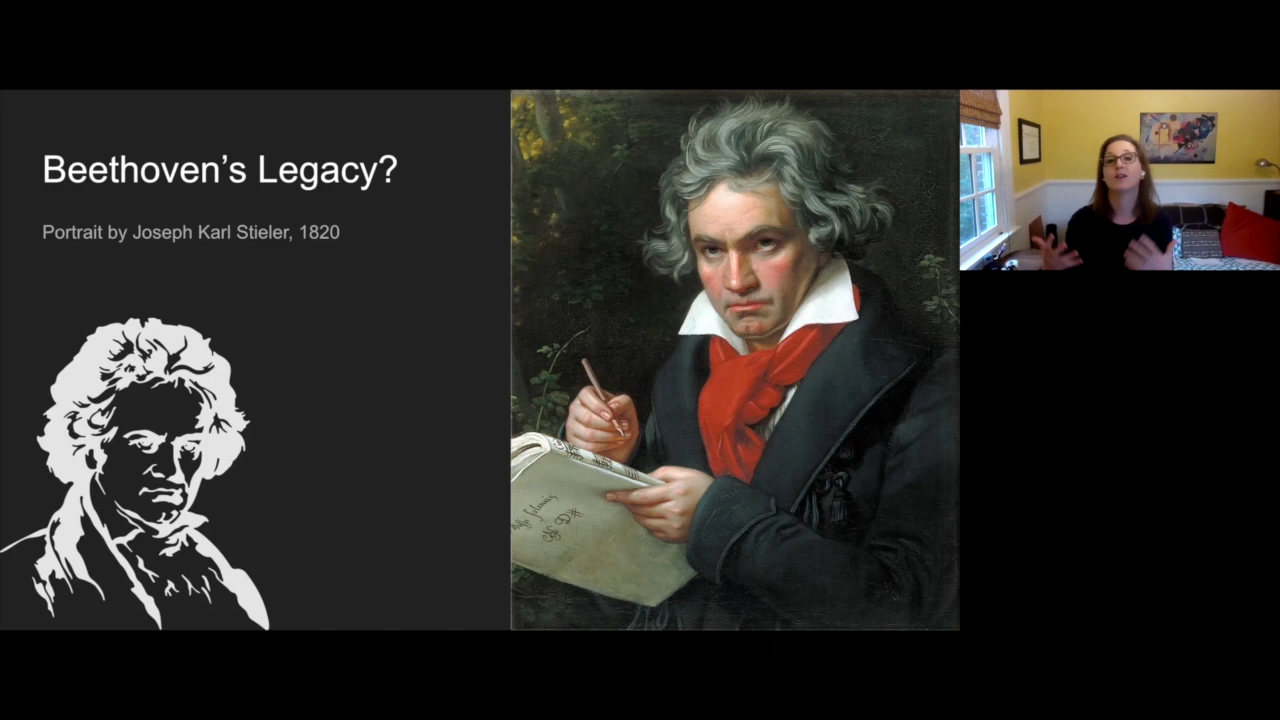 Beethoven’s Legacy?
Portrait by Joseph Karl Stieler, 1820